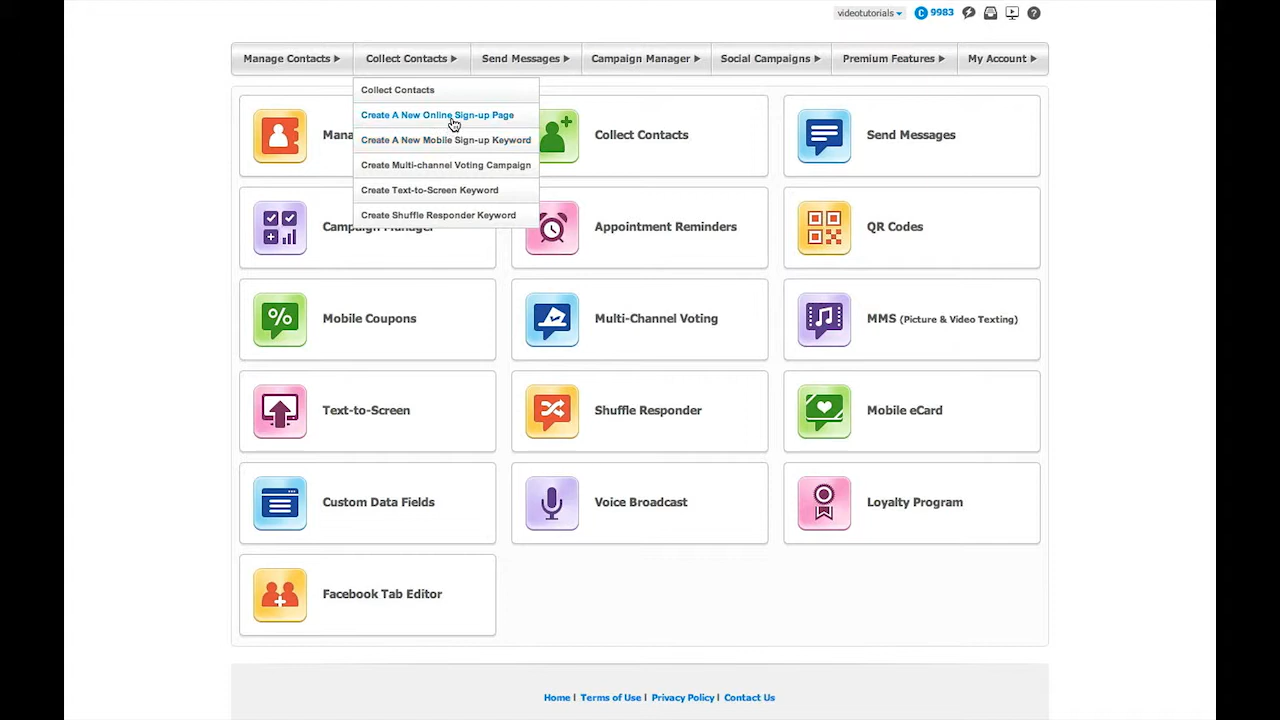 videotutorials
9983
Manage Contacts
Collect Contacts
Send Messages
Campaign Manager
Social Campaigns
Premium Features
My Account
Collect Contacts
Create A New Online Sign-up Page
Create A New Mobile Sign-up Keyword
Create Multi-channel Voting Campaign
Create Text-to-Screen Keyword
Create Shuffle Responder Keyword
Collect Contacts
Send Messages
Campaign Manager
Appointment Reminders
QR Codes
Mobile Coupons
Multi-Channel Voting
MMS (Picture & Video Texting)
Text-to-Screen
Shuffle Responder
Mobile eCard
Custom Data Fields
Voice Broadcast
Loyalty Program
Facebook Tab Editor
Home | Terms of Use | Privacy Policy | Contact Us